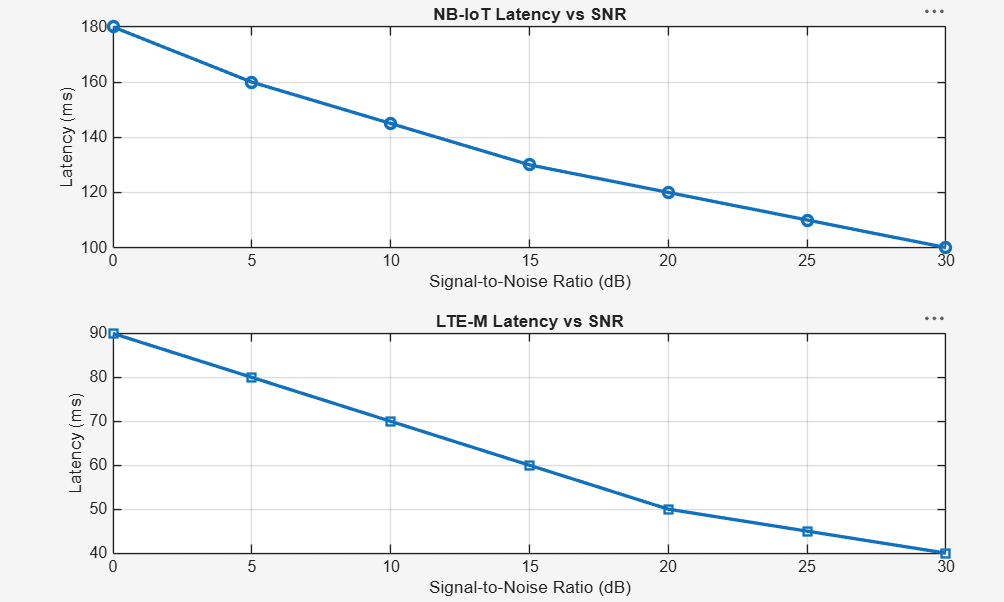 NB-IoT Latency vs SNR
180
160
140
120
100
Latency (ms)
0 5 10 15 20 25 30
Signal-to-Noise Ratio (dB)
LTE-M Latency vs SNR
90
80
70
60
50
40
Latency (ms)
0 5 10 15 20 25 30
Signal-to-Noise Ratio (dB)